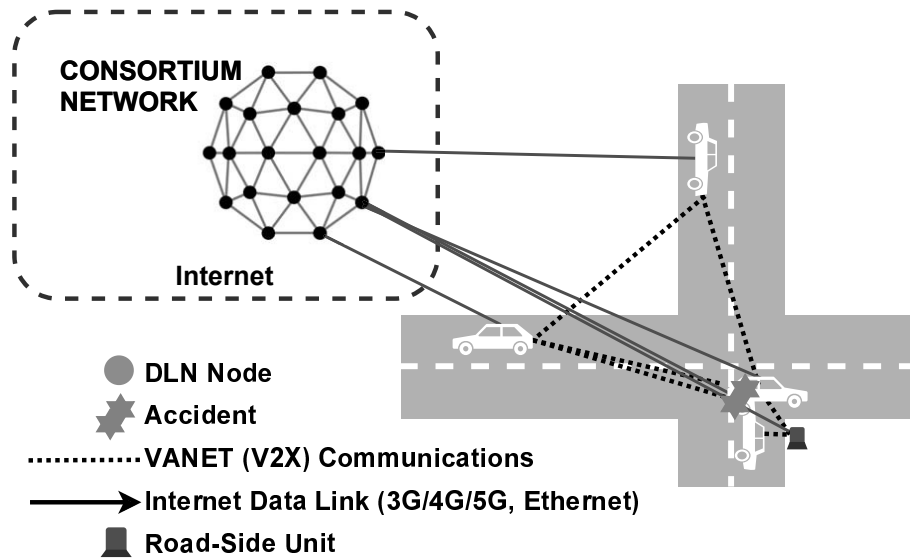 CONSORTIUM
NETWORK
Internet
DLN Node
Accident
VANET (V2X) Communications
Internet Data Link (3G/4G/5G, Ethernet)
Road-Side Unit